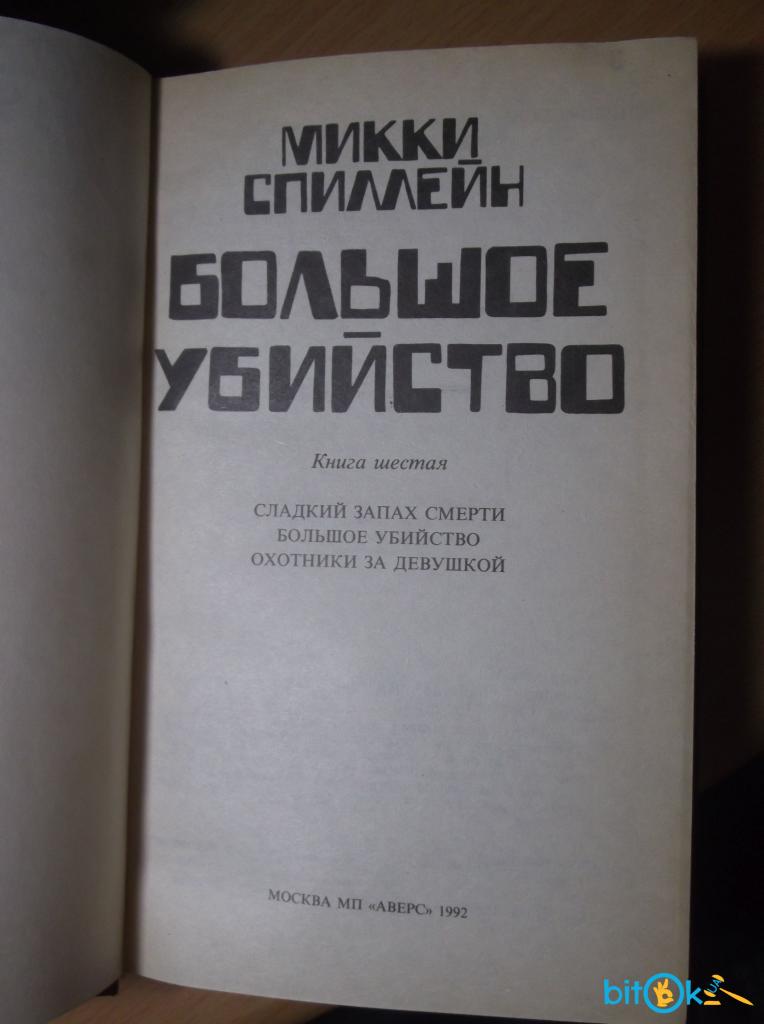 МИККИ
СПИЛЛЕЙН
БОЛЬШОЕ
УБИЙСТВО
Книга шестая
СЛАДКИЙ ЗАПАХ СМЕРТИ
БОЛЬШОЕ УБИЙСТВО
ОХОТНИКИ ЗА ДЕВУШКОЙ
МОСКВА МП «АВЕРС» 1992
bitOk UA